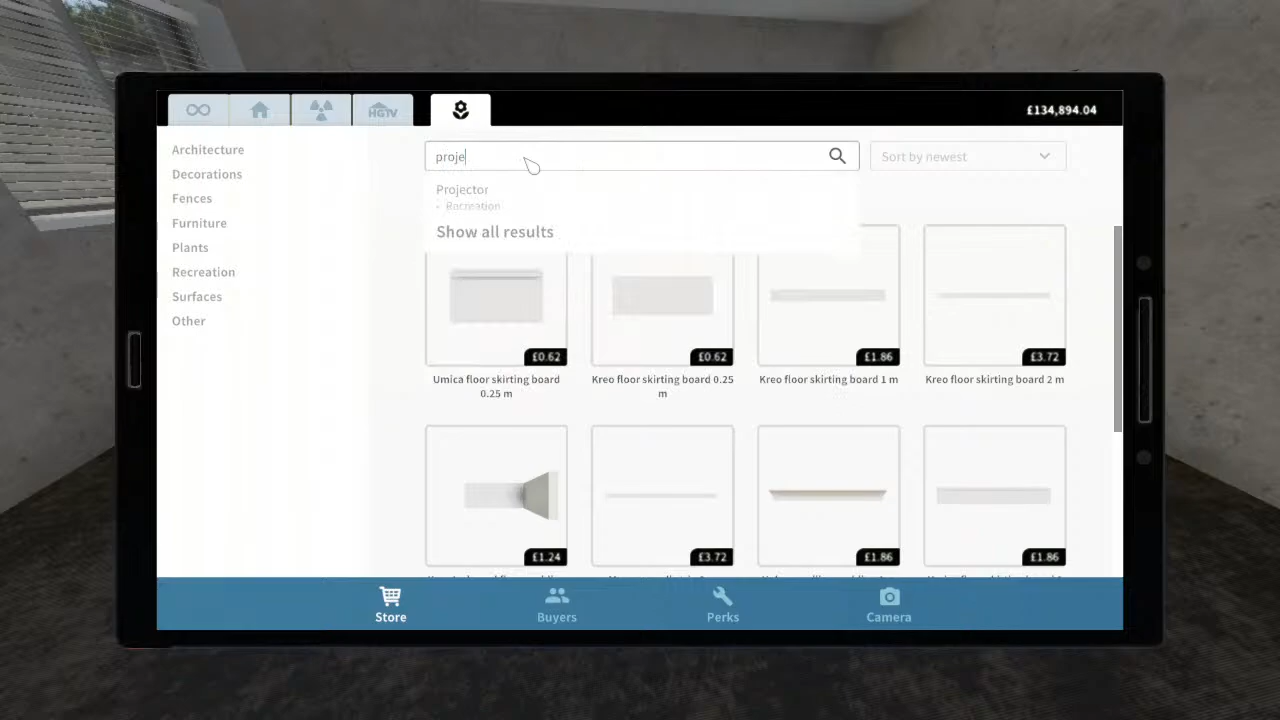 HGTV
£134,894.04
Architecture
Decorations
Fences
Furniture
Plants
Recreation
Surfaces
Other
proje
Sort by newest
Projector
• Recreation
Show all results
£0.62
£0.62
£1.86
£3.72
Umica floor skirting board
0.25 m
Kreo floor skirting board 0.25
m
Kreo floor skirting board 1 m
Kreo floor skirting board 2 m
£1.24
£3.72
£1.86
£1.86
Store
Buyers
Perks
Camera